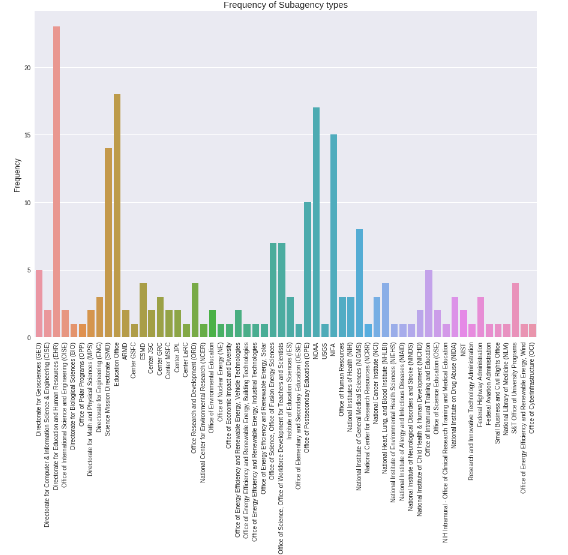 Frequency of Subagency types
Frequency
20
15
10
5
0
Directorate for Geosciences (GEO)
Directorate for Computer & Information Science & Engineering (CISE)
Directorate for Education and Human Resources (EHR)
Office of International Science and Engineering (OISE)
Directorate for Biological Sciences (BIO)
Office of Polar Programs (OPP)
Directorate for Math and Physical Sciences (MPS)
Directorate for Engineering (ENG)
Science Mission Directorate (SMD)
Education Office
ARMD
Center GSFC
ESMD
Center JSC
Center GRC
Center MSFC
Center JPL
Center LaRC
Office Research and Development (ORD)
National Center for Environmental Research (NCER)
Office of Environmental Education
Office of Nuclear Energy (NE)
Office of Economic Impact and Diversity
Office of Energy Efficiency and Renewable Energy, Vehicle Technologies
Office of Energy Efficiency and Renewable Energy, Building Technologies
Office of Energy Efficiency and Renewable Energy, Industrial Technologies
Office of Energy Efficiency and Renewable Energy, Solar
Office of Science, Office of Fusion Energy Sciences
Office of Science, Office of Workforce Development for Teachers and Scientists
Institute of Education Sciences (IES)
Office of Elementary and Secondary Education (OESE)
Office of Postsecondary Education (OPE)
NOAA
USGS
NIFA
Office of Human Resources
National Institutes of Health (NIH)
National Institute of General Medical Sciences (NIGMS)
National Center for Research Resources (NCRR)
National Cancer Institute (NCI)
National Heart, Lung, and Blood Institute (NHLBI)
National Institute of Environmental Health Sciences (NIEHS)
National Institute of Allergy and Infectious Diseases (NIAID)
National Institute of Neurological Disorders and Stroke (NINDS)
National Institute of Child Health & Human Development (NICHD)
Office of Intramural Training and Education
Office of Science Education (OSE)
NIH Intramural - Office of Clinical Research Training and Medical Education
National Institute on Drug Abuse (NIDA)
NIST
Research and Innovative Technology Administration
Federal Highway Administration
Federal Aviation Administration
Small Business and Civil Rights Office
National Library of Medicine (NLM)
S&T Office of University Programs
Office of Energy Efficiency and Renewable Energy, Wind
Office of Cyberinfrastructure (OCI)